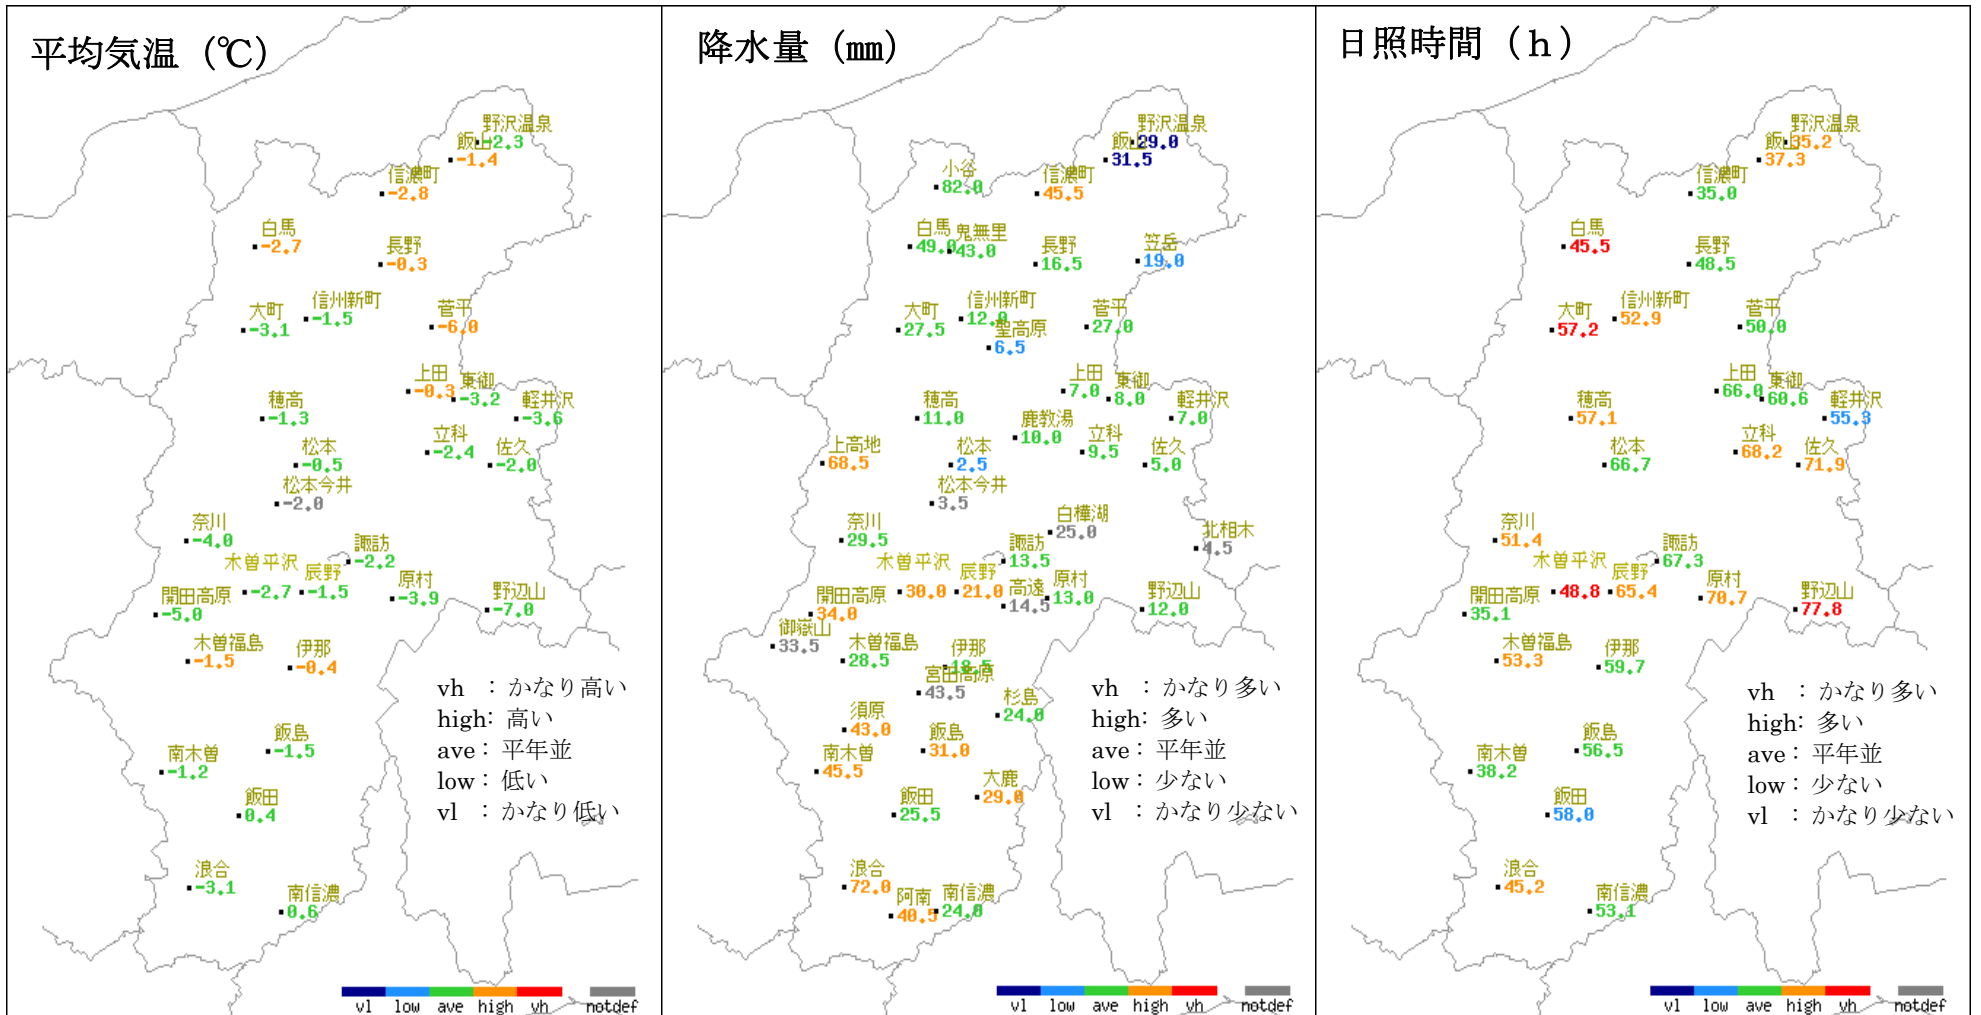 平均気温（℃）
野沢温泉
-2.3
飯山
-1.4
信濃町
-2.8
白馬
-2.7
長野
-0.3
信州新町
-1.5
大町
-3.1
菅平
-6.0
上田
-0.3
東御
-3.2
穂高
-1.3
軽井沢
-3.6
立科
-2.4
佐久
-2.0
松本
-0.5
松本今井
-2.0
奈川
-4.0
諏訪
-2.2
木曽平沢
-2.7
辰野
-1.5
原村
-3.9
野辺山
-7.0
開田高原
-5.0
木曽福島
-1.5
伊那
-0.4
飯島
-1.5
南木曽
-1.2
飯田
0.4
浪合
-3.1
南信濃
0.6
vh ：かなり高い
high: 高い
ave：平年並
low：低い
vl ：かなり低い
vl low ave high vh notdef
降水量（㎜）
野沢温泉
29.0
飯山
31.5
小谷
82.0
信濃町
45.5
白馬
49.0
鬼無里
43.0
長野
16.5
笠岳
19.0
大町
27.5
信州新町
12.0
聖高原
6.5
菅平
27.0
上田
7.0
東御
8.0
穂高
11.0
軽井沢
7.0
鹿教湯
10.0
立科
9.5
佐久
5.0
上高地
68.5
松本
2.5
松本今井
3.5
奈川
29.5
白樺湖
25.0
北相木
4.5
諏訪
13.5
木曽平沢
30.0
辰野
21.0
高遠
14.5
原村
13.0
野辺山
12.0
開田高原
34.0
御嶽山
33.5
木曽福島
28.5
伊那
宮田高原
43.5
杉島
24.0
須原
43.0
飯島
31.0
南木曽
45.5
大鹿
29.0
飯田
25.5
浪合
72.0
阿南
40.5
南信濃
24.0
vh ：かなり多い
high: 多い
ave：平年並
low：少ない
vl ：かなり少ない
vl low ave high vh notdef
日照時間（ｈ）
野沢温泉
35.2
飯山
37.3
信濃町
35.0
白馬
45.5
長野
48.5
大町
57.2
信州新町
52.9
菅平
50.0
上田
66.0
東御
60.6
穂高
57.1
軽井沢
55.3
立科
68.2
佐久
71.9
松本
66.7
奈川
51.4
諏訪
67.3
木曽平沢
48.8
辰野
65.4
原村
70.7
野辺山
77.8
開田高原
35.1
木曽福島
53.3
伊那
59.7
飯島
56.5
南木曽
38.2
飯田
58.0
浪合
45.2
南信濃
53.1
vh ：かなり多い
high: 多い
ave：平年並
low：少ない
vl ：かなり少ない
vl low ave high vh notdef